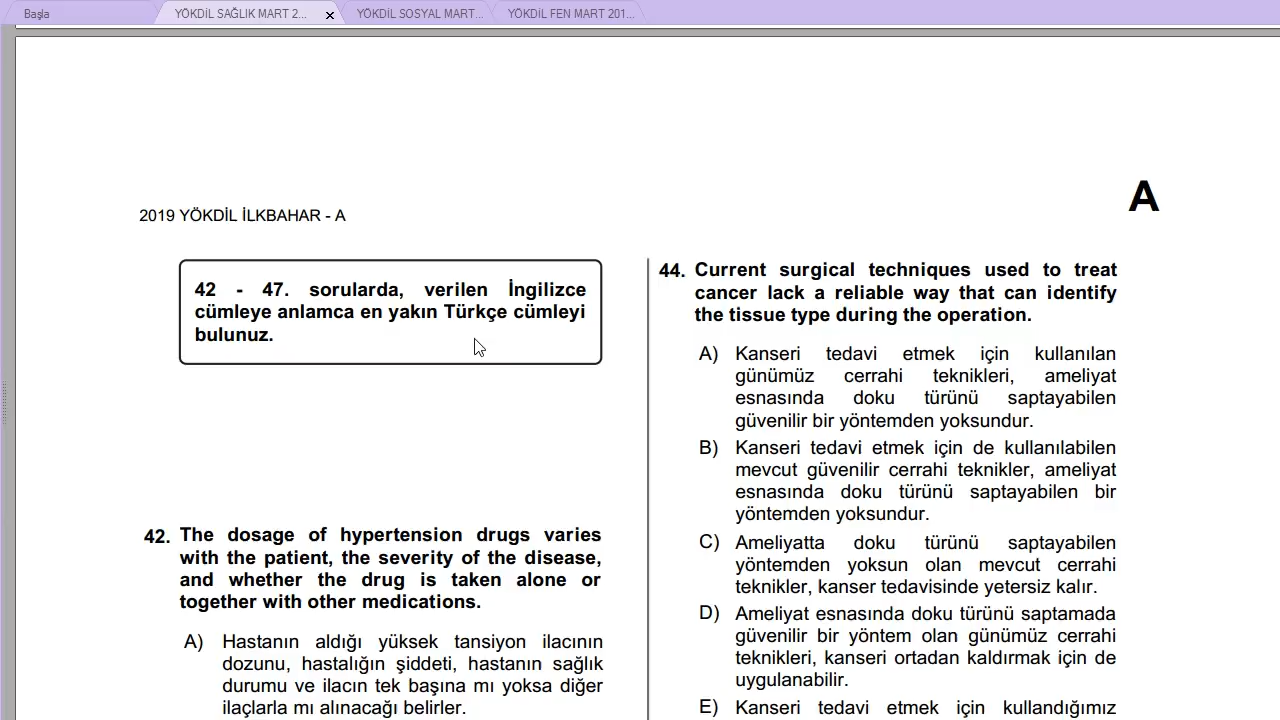 Başla
YÖKDİL SAĞLIK MART 2...
x
YÖKDİL SOSYAL MART...
YÖKDİL FEN MART 201...
A
2019 YÖKDİL İLKBAHAR - A
42 - 47. sorularda, verilen İngilizce
cümleye anlamca en yakın Türkçe cümleyi
bulunuz.
42. The dosage of hypertension drugs varies
with the patient, the severity of the disease,
and whether the drug is taken alone or
together with other medications.
A) Hastanın aldığı yüksek tansiyon ilacının
dozunu, hastalığın şiddeti, hastanın sağlık
durumu ve ilacın tek başına mı yoksa diğer
ilaçlarla mı alınacağı belirler.
44. Current surgical techniques used to treat
cancer lack a reliable way that can identify
the tissue type during the operation.
A) Kanseri tedavi etmek için kullanılan
günümüz cerrahi teknikleri, ameliyat
esnasında doku türünü saptayabilen
güvenilir bir yöntemden yoksundur.
B) Kanseri tedavi etmek için de kullanılabilen
mevcut güvenilir cerrahi teknikler, ameliyat
esnasında doku türünü saptayabilen bir
yöntemden yoksundur.
C) Ameliyatta doku türünü saptayabilen
yöntemden yoksun olan mevcut cerrahi
teknikler, kanser tedavisinde yetersiz kalır.
D) Ameliyat esnasında doku türünü saptamada
güvenilir bir yöntem olan günümüz cerrahi
teknikleri, kanseri ortadan kaldırmak için de
uygulanabilir.
E) Kanseri tedavi etmek için kullandığımız